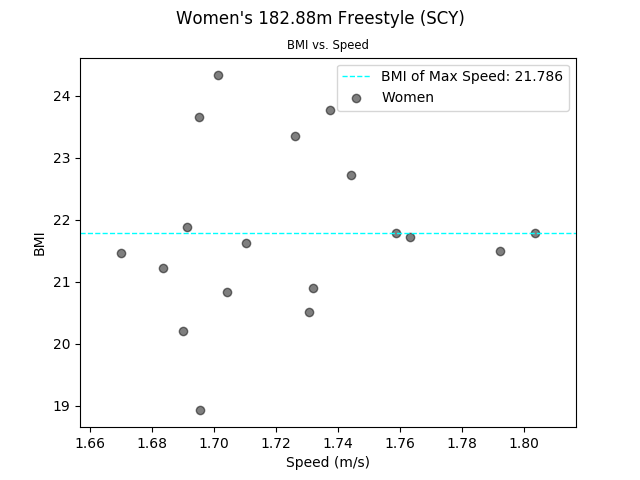 Women's 182.88m Freestyle (SCY)
BMI vs. Speed
BMI of Max Speed: 21.786
Women
24
23
22
21
20
19
BMI
1.66 1.68 1.70 1.72 1.74 1.76 1.78 1.80
Speed (m/s)